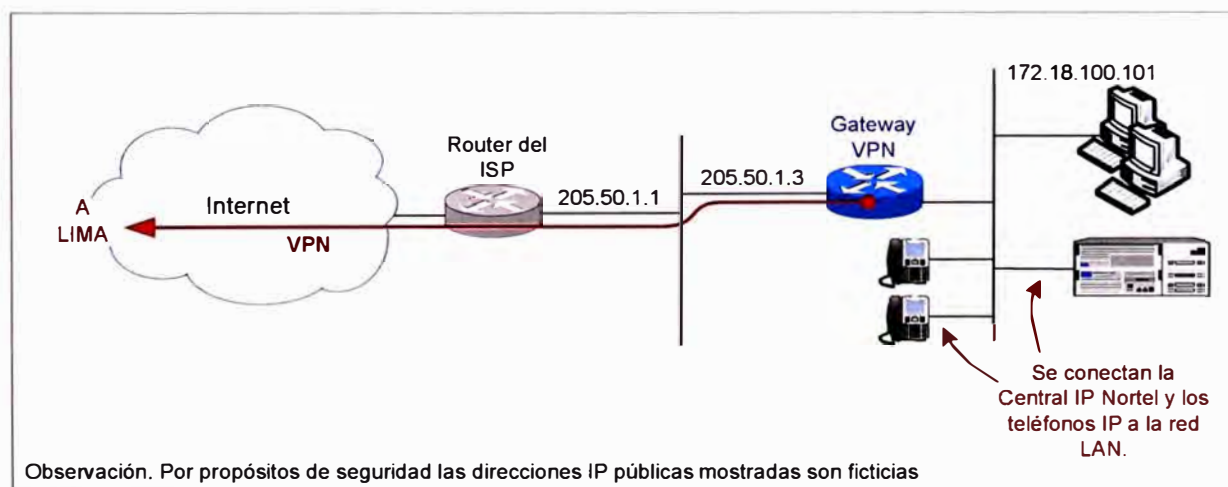 172.18.100.101
Gateway
VPN
Router del
ISP
205.50.1.1
205.50.1.3
A
LIMA
Internet
VPN
Se conectan la
Central IP Nortel y los
teléfonos IP a la red
LAN.
Observación. Por propósitos de seguridad las direcciones IP públicas mostradas son ficticias